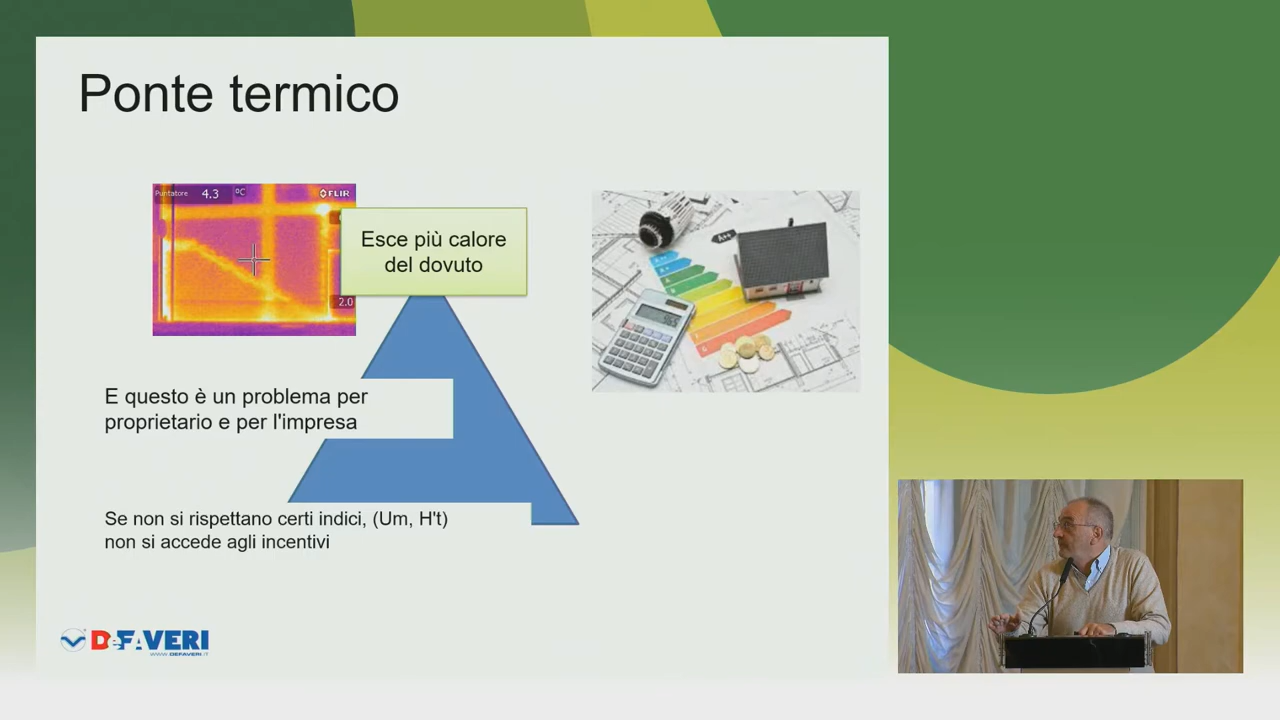 Ponte termico
Puntatore 4.3 °C
FLIR
2.0
Esce più calore
del dovuto
A++
E questo è un problema per
proprietario e per l'impresa
Se non si rispettano certi indici, (Um, H't)
non si accede agli incentivi
DeFAVERI
WWW.DEFAVERI.IT